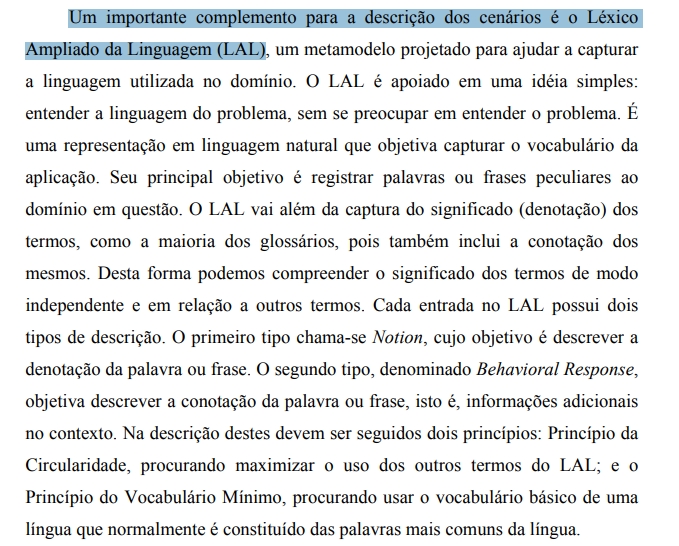 Um importante complemento para a descrição dos cenários é o Léxico
Ampliado da Linguagem (LAL), um metamodelo projetado para ajudar a capturar
a linguagem utilizada no domínio. O LAL é apoiado em uma idéia simples:
entender a linguagem do problema, sem se preocupar em entender o problema. É
uma representação em linguagem natural que objetiva capturar o vocabulário da
aplicação. Seu principal objetivo é registrar palavras ou frases peculiares ao
domínio em questão. O LAL vai além da captura do significado (denotação) dos
termos, como a maioria dos glossários, pois também inclui a conotação dos
mesmos. Desta forma podemos compreender o significado dos termos de modo
independente e em relação a outros termos. Cada entrada no LAL possui dois
tipos de descrição. O primeiro tipo chama-se Notion, cujo objetivo é descrever a
denotação da palavra ou frase. O segundo tipo, denominado Behavioral Response,
objetiva descrever a conotação da palavra ou frase, isto é, informações adicionais
no contexto. Na descrição destes devem ser seguidos dois princípios: Princípio da
Circularidade, procurando maximizar o uso dos outros termos do LAL; e o
Princípio do Vocabulário Mínimo, procurando usar o vocabulário básico de uma
língua que normalmente é constituído das palavras mais comuns da língua.